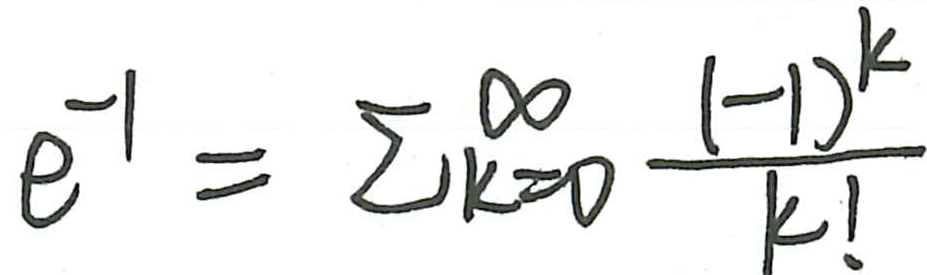 e^{-1} = \sum_{k=0}^{\infty} \frac{(-1)^k}{k!}